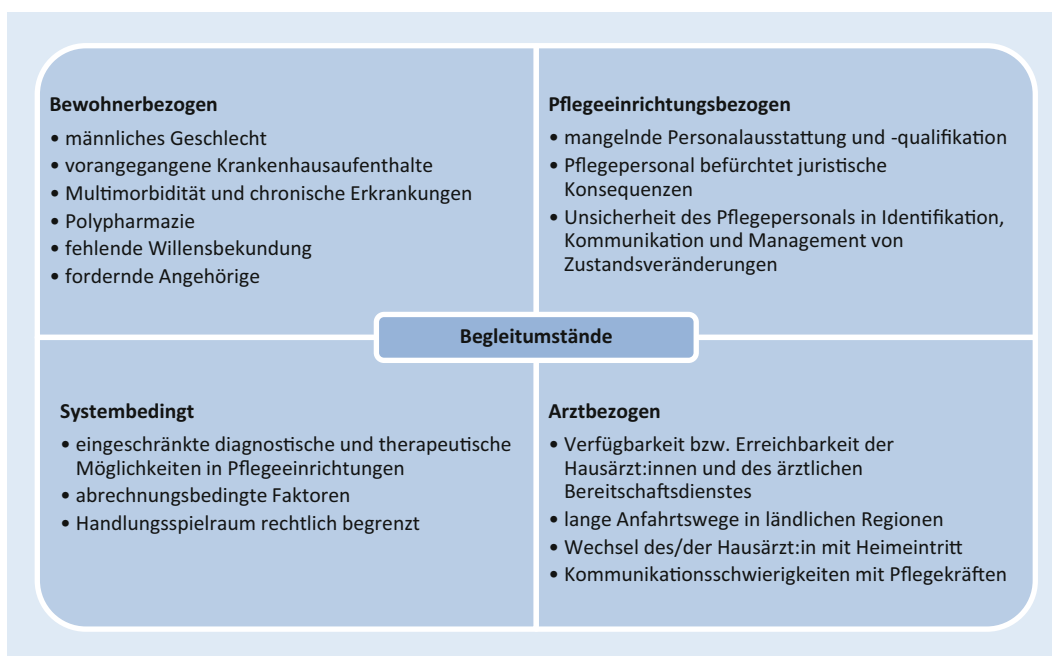 Bewohnerbezogen
• männliches Geschlecht
• vorangegangene Krankenhausaufenthalte
• Multimorbidität und chronische Erkrankungen
• Polypharmazie
• fehlende Willensbekundung
• fordernde Angehörige
Pflegeeinrichtungsbezogen
• mangelnde Personalausstattung und -qualifikation
• Pflegepersonal befürchtet juristische
Konsequenzen
• Unsicherheit des Pflegepersonals in Identifikation,
Kommunikation und Management von
Zustandsveränderungen
Begleitumstände
Systembedingt
• eingeschränkte diagnostische und therapeutische
Möglichkeiten in Pflegeeinrichtungen
• abrechnungsbedingte Faktoren
• Handlungsspielraum rechtlich begrenzt
Arztbezogen
• Verfügbarkeit bzw. Erreichbarkeit der
Hausärzt:innen und des ärztlichen
Bereitschaftsdienstes
• lange Anfahrtswege in ländlichen Regionen
• Wechsel des/der Hausärzt:in mit Heimeintritt
• Kommunikationsschwierigkeiten mit Pflegekräften